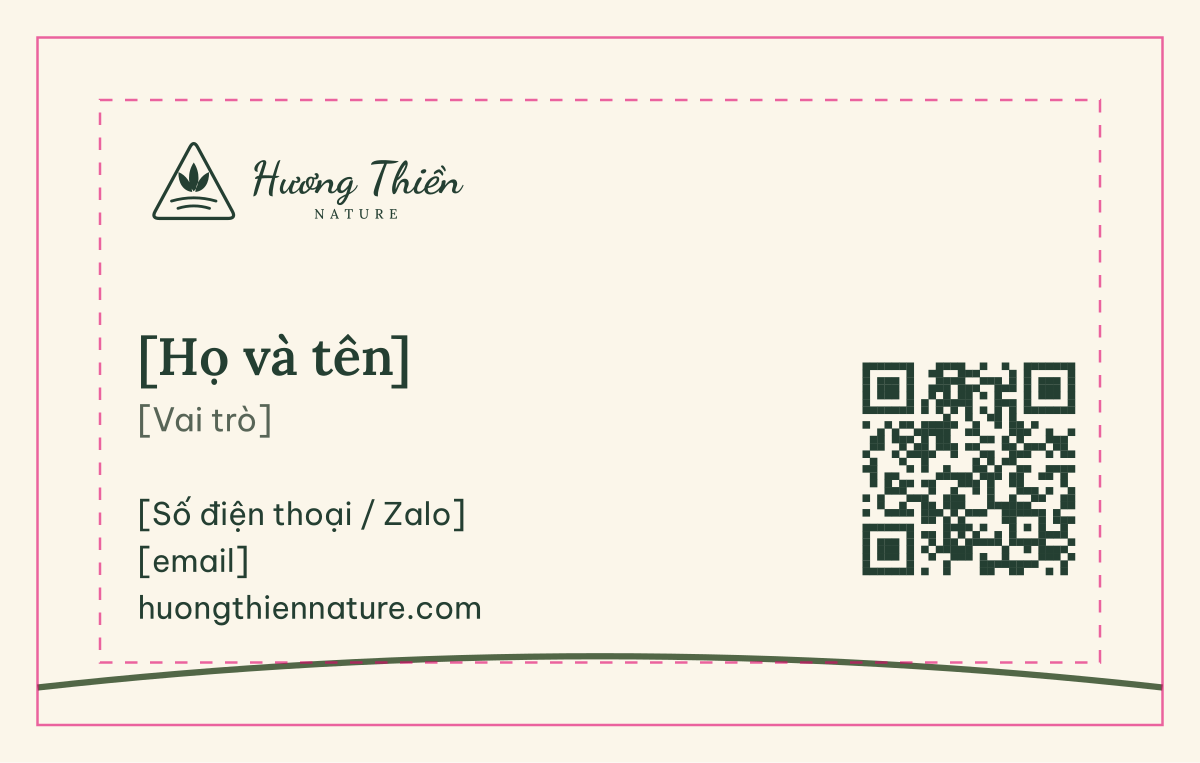 Hương Thiền
NATURE
[Họ và tên]
[Vai trò]
[Số điện thoại / Zalo]
[email]
huongthiennature.com